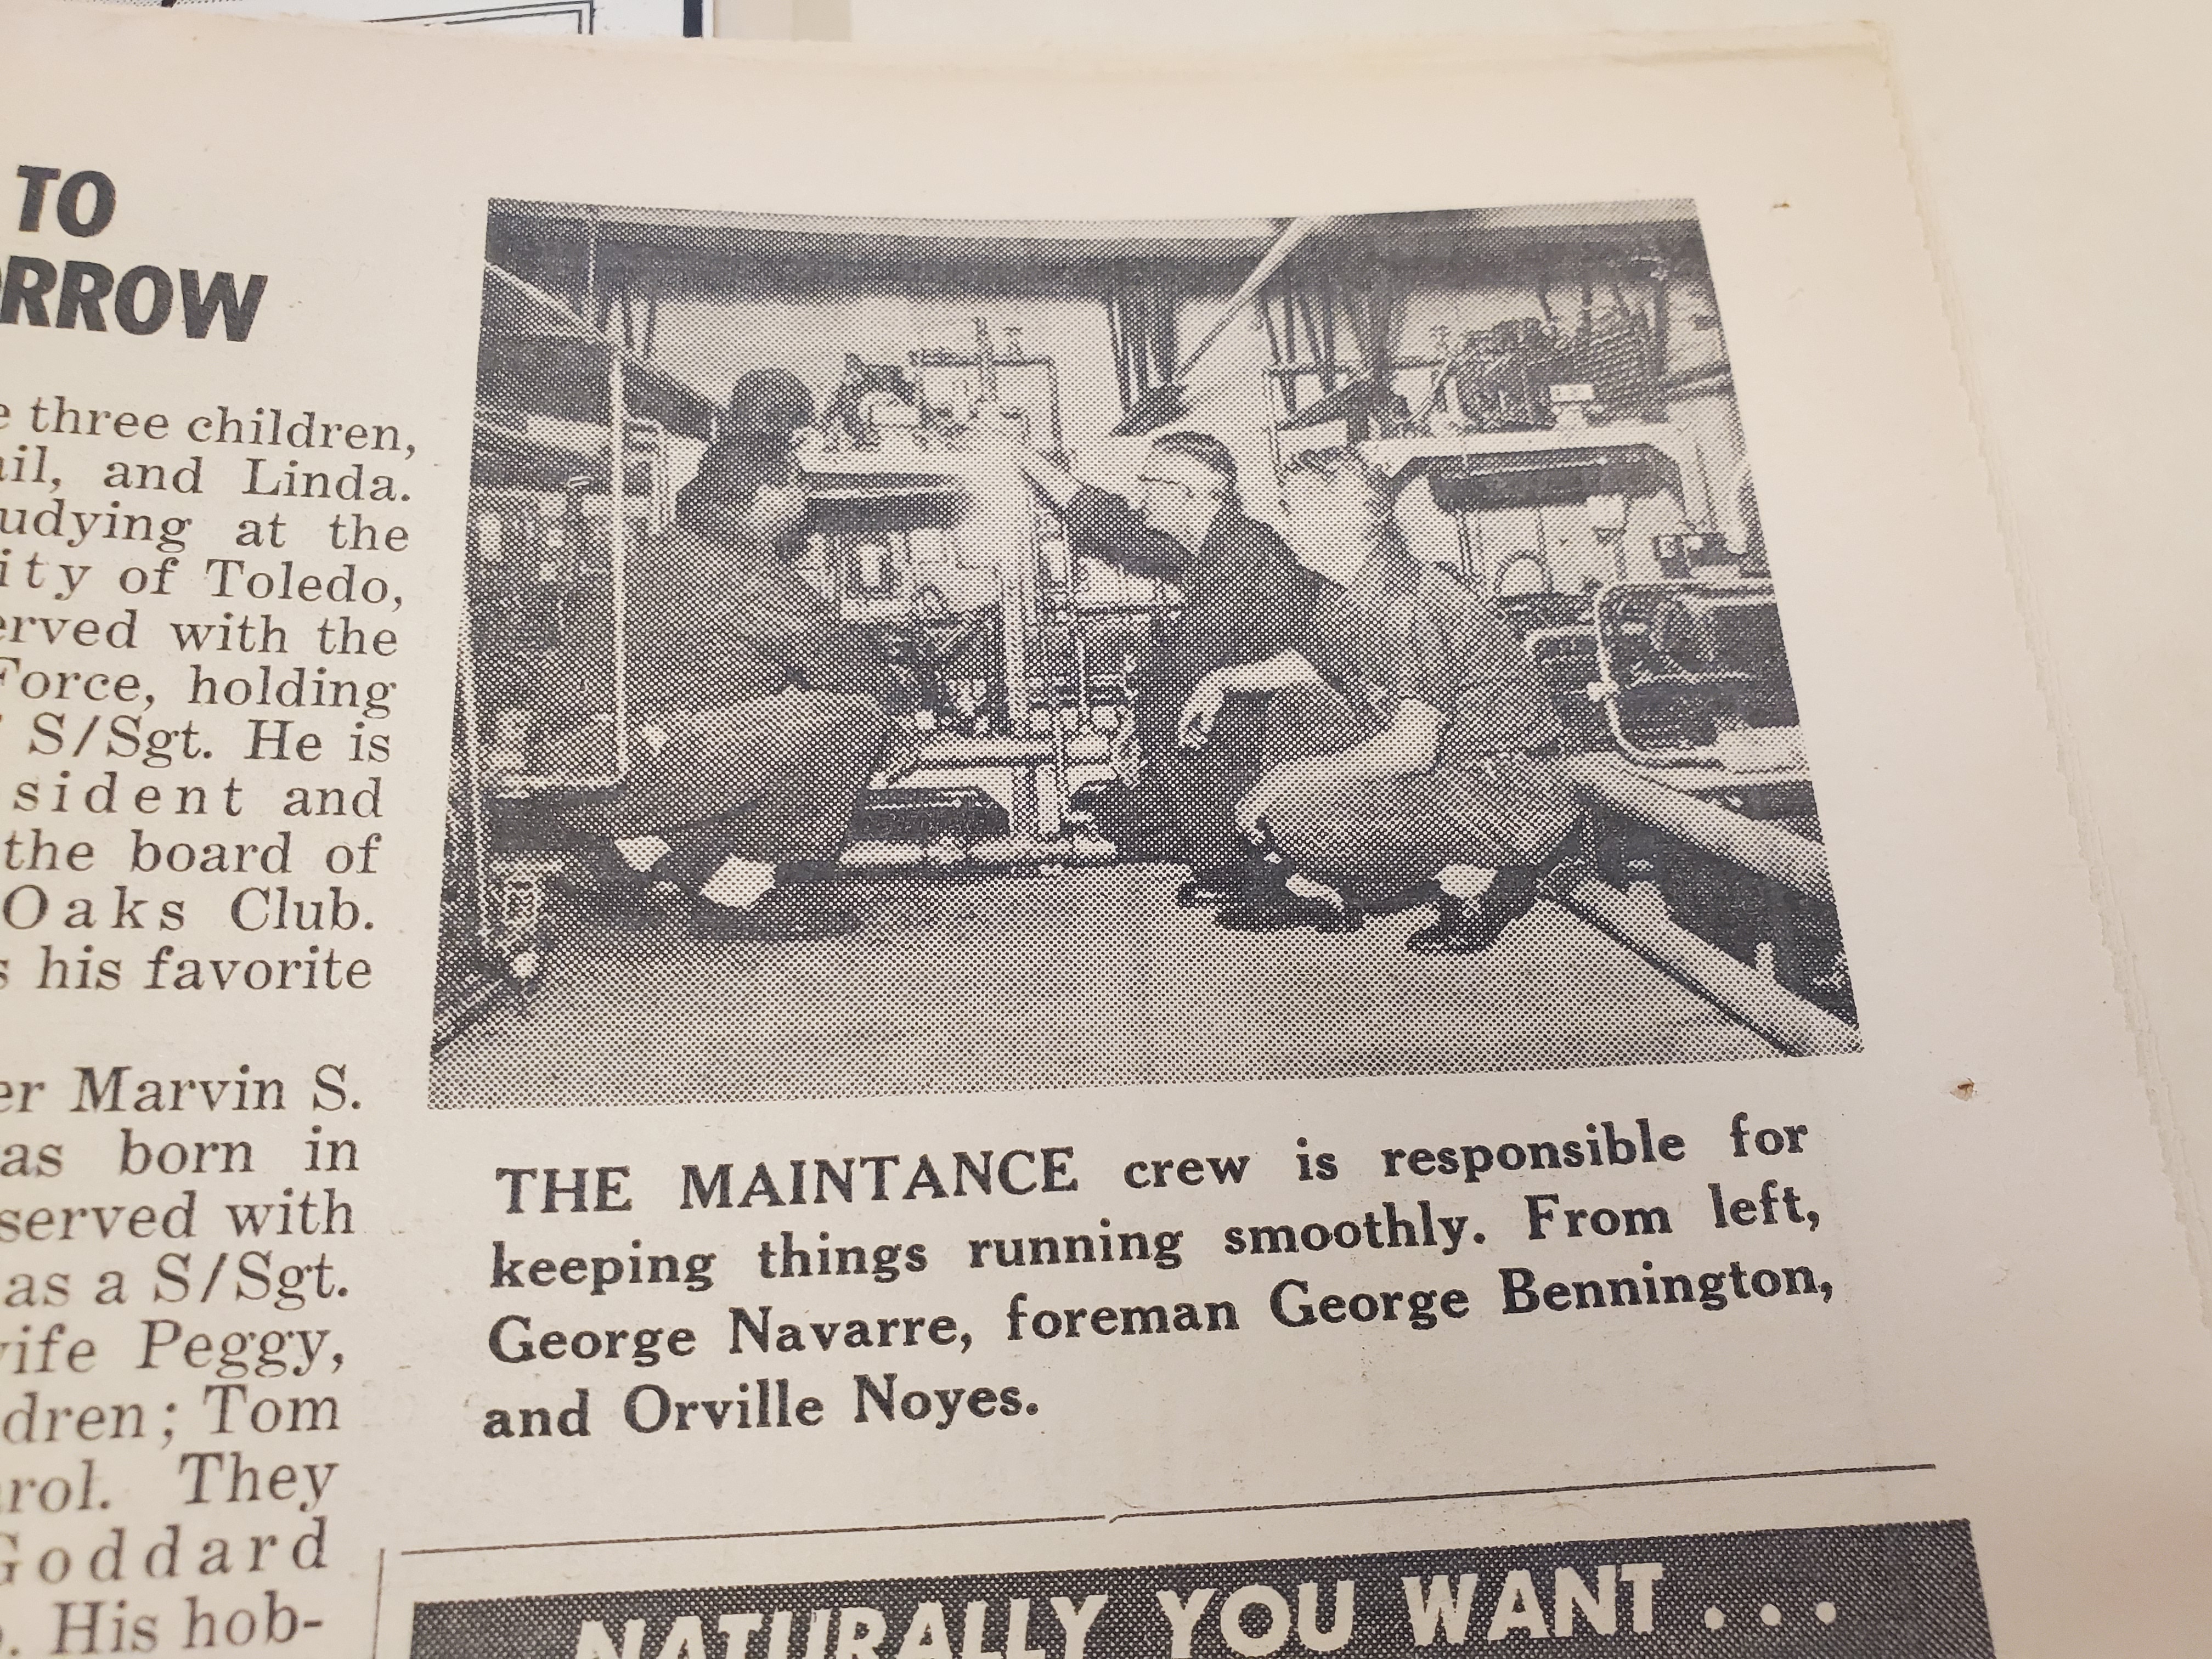 TO
RROW
three children,
and Linda.
udying at the
ity of Toledo,
erved with the
Force, holding
S/Sgt. He is
sident and
the board of
Oaks Club.
his favorite
er Marvin S.
as born in
served with
as a S/Sgt.
ife Peggy,
dren; Tom
rol. They
Goddard
. His hob-
THE MAINTANCE crew is responsible for
keeping things running smoothly. From left,
George Navarre, foreman George Bennington,
and Orville Noyes.
NATURALLY YOU WANT . . .